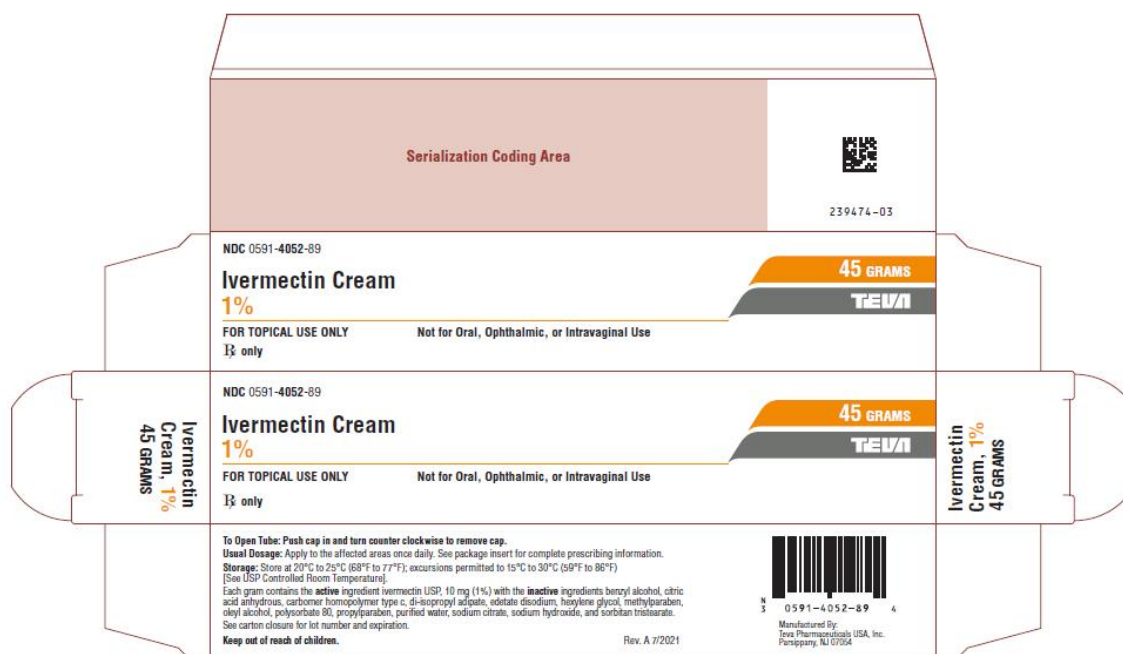 Serialization Coding Area
239474-03
NDC 0591-4052-89
Ivermectin Cream
1%
45 GRAMS
TEVA
FOR TOPICAL USE ONLY Not for Oral, Ophthalmic, or Intravaginal Use
℞ only
NDC 0591-4052-89
Ivermectin Cream
1%
45 GRAMS
TEVA
FOR TOPICAL USE ONLY Not for Oral, Ophthalmic, or Intravaginal Use
℞ only
Ivermectin
Cream, 1%
45 GRAMS
Ivermectin
Cream, 1%
45 GRAMS
To Open Tube: Push cap in and turn counter clockwise to remove cap.
Usual Dosage: Apply to the affected areas once daily. See package insert for complete prescribing information.
Storage: Store at 20°C to 25°C (68°F to 77°F); excursions permitted to 15°C to 30°C (59°F to 86°F)
[See USP Controlled Room Temperature].
Each gram contains the active ingredient ivermectin USP, 10 mg (1%) with the inactive ingredients benzyl alcohol, citric
acid anhydrous, carbomer homopolymer type c, di-isopropyl adipate, edetate disodium, hexylene glycol, methylparaben,
oleyl alcohol, polysorbate 80, propylparaben, purified water, sodium citrate, sodium hydroxide, and sorbitan tristearate.
See carton closure for lot number and expiration.
Keep out of reach of children. Rev. A 7/2021
N
3 0591-4052-89 4
Manufactured By:
Teva Pharmaceuticals USA, Inc.
Parsippany, NJ 07054